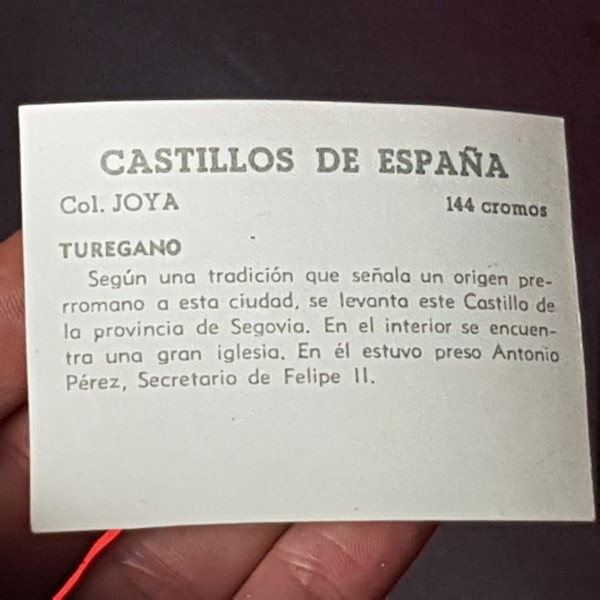 CASTILLOS DE ESPAÑA
Col. JOYA 144 cromos
TUREGANO
Según una tradición que señala un origen pre-
rromano a esta ciudad, se levanta este Castillo de
la provincia de Segovia. En el interior se encuen-
tra una gran iglesia. En él estuvo preso Antonio
Pérez, Secretario de Felipe II.